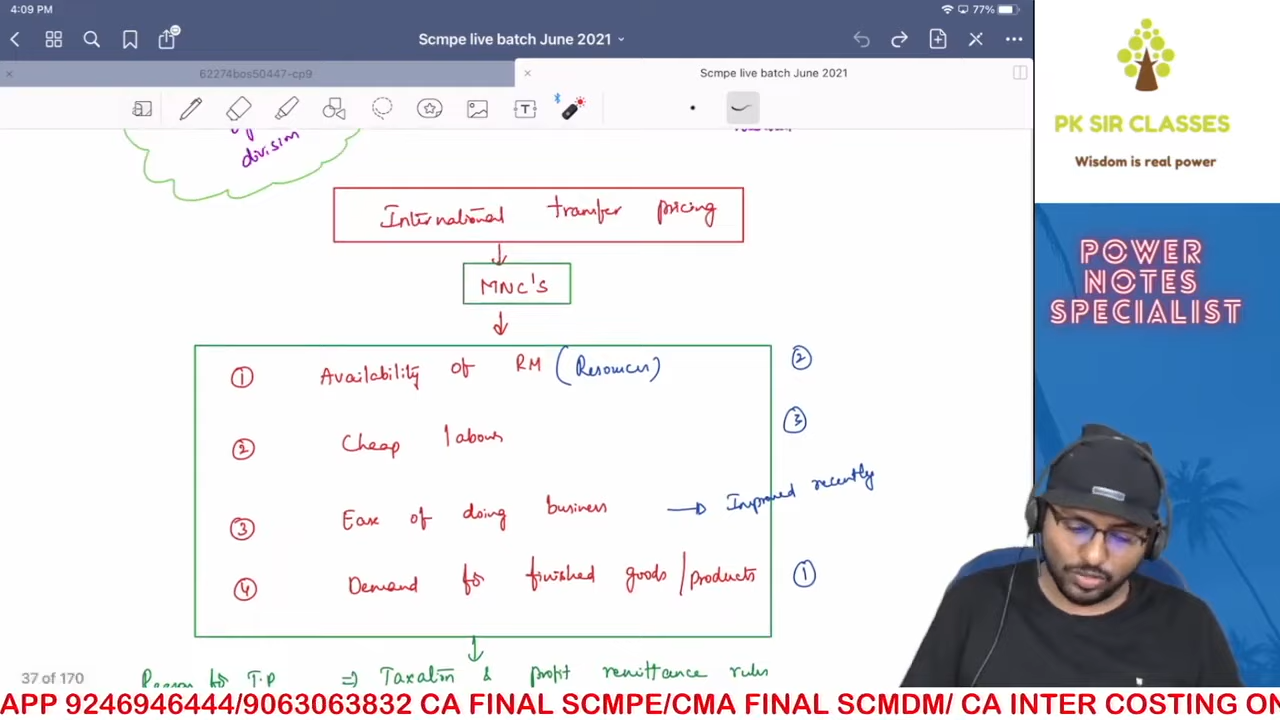 4:09 PM
77%
Scmpe live batch June 2021
62274bos50447-cp9
Scmpe live batch June 2021
T
division
International transfer pricing
MNC'S
① Availability of RM (Resources) ②
② Cheap labour ③
③ Ease of doing business → Improved recently
④ Demand for finished goods/products ①
37 of 170
Reason for T.P ⇒ Taxation & profit remittance rules
PK SIR CLASSES
Wisdom is real power
POWER
NOTES
SPECIALIST
APP 9246946444/9063063832 CA FINAL SCMPE/CMA FINAL SCMDM/ CA INTER COSTING ON